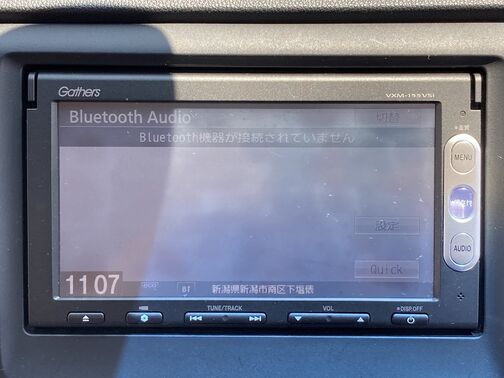 Gathers
VXM-155VSi
Bluetooth Audio
切替
Bluetooth機器が接続されていません
MENU
設定
AUDIO
Quick
11 07
BT
新潟県新潟市南区下塩俵
TUNE/TRACK
VOL
DISP.OFF